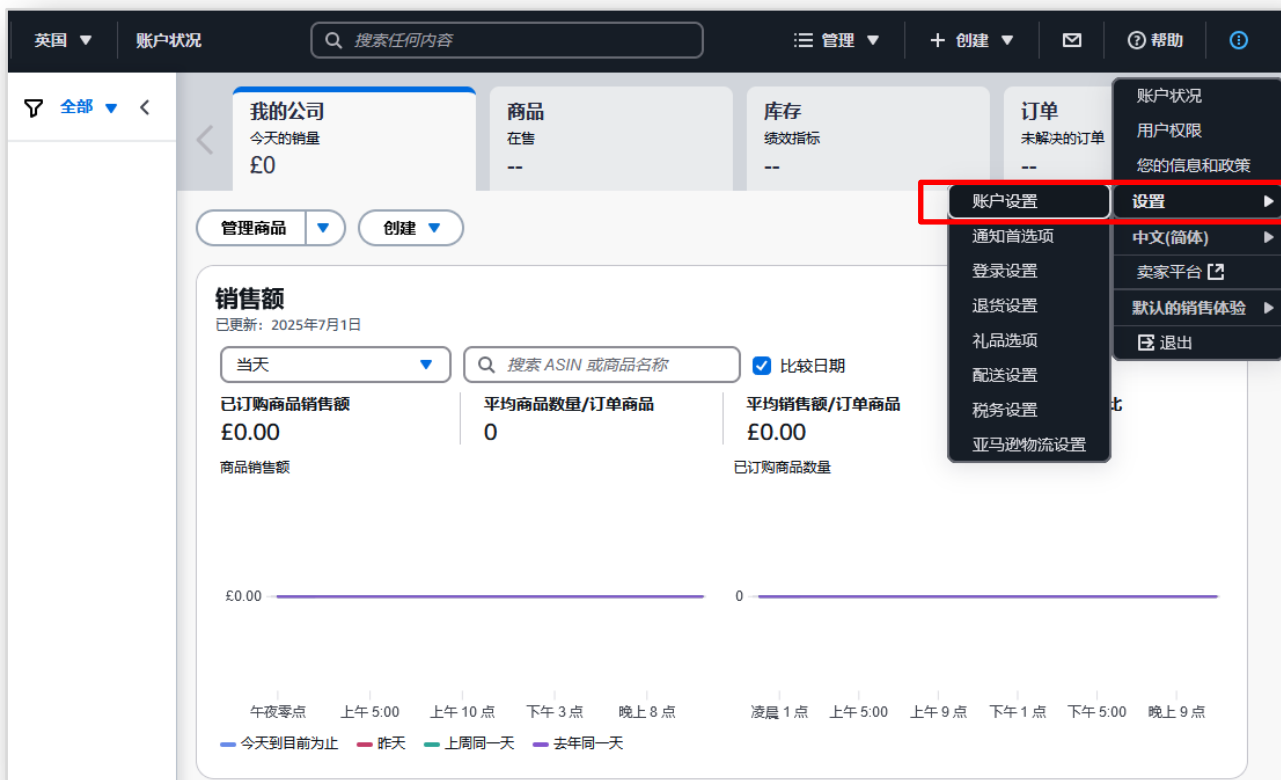 英国 ▼ 账户状况 搜索任何内容 管理 ▼ + 创建 ▼ 帮助
全部 ▼
我的公司
今天的销量
£0
商品
在售
--
库存
绩效指标
--
订单
未解决的订单
--
账户状况
用户权限
您的信息和政策
设置
中文(简体)
卖家平台
默认的销售体验
退出
账户设置
通知首选项
登录设置
退货设置
礼品选项
配送设置
税务设置
亚马逊物流设置
管理商品 ▼ 创建 ▼
销售额
已更新：2025年7月1日
当天 ▼ 搜索 ASIN 或商品名称 比较日期
已订购商品销售额
£0.00
平均商品数量/订单商品
0
平均销售额/订单商品
£0.00
商品销售额
已订购商品数量
£0.00
0
午夜零点 上午 5:00 上午 10 点 下午 3 点 晚上 8 点
凌晨 1 点 上午 5:00 上午 9 点 下午 1 点 下午 5:00 晚上 9 点
今天到目前为止 昨天 上周同一天 去年同一天